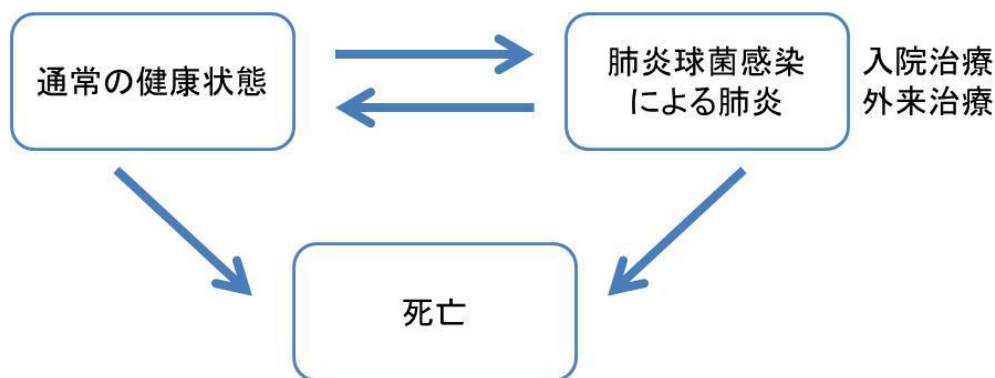 通常の健康状態
肺炎球菌感染
による肺炎
入院治療
外来治療
死亡